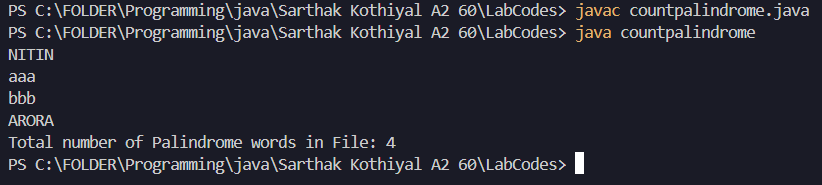 PS C:\FOLDER\Programming\java\Sarthak Kothiyal A2 60\LabCodes> javac countpalindrome.java
PS C:\FOLDER\Programming\java\Sarthak Kothiyal A2 60\LabCodes> java countpalindrome
NITIN
aaa
bbb
ARORA
Total number of Palindrome words in File: 4
PS C:\FOLDER\Programming\java\Sarthak Kothiyal A2 60\LabCodes>